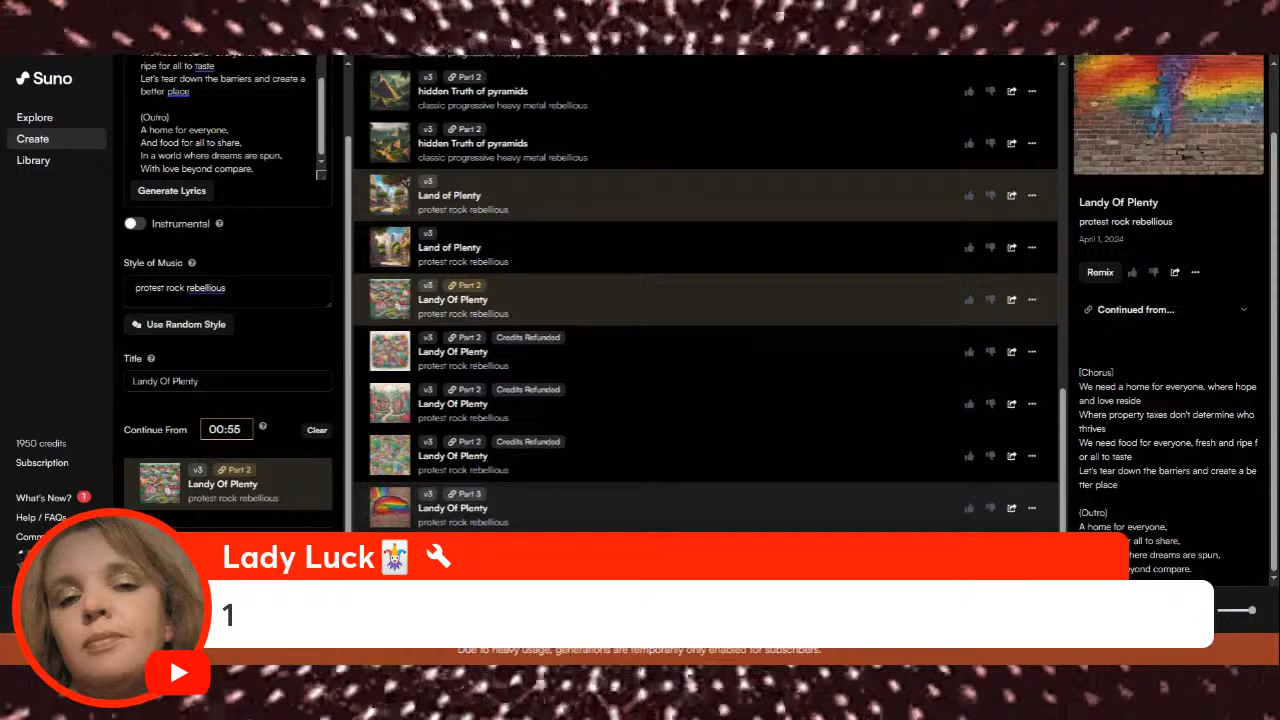 Suno
Explore
Create
Library
1950 credits
Subscription
What's New? 1
Help / FAQs
ripe for all to taste
Let's tear down the barriers and create a
better place
(Outro)
A home for everyone,
And food for all to share,
In a world where dreams are spun,
With love beyond compare.
Generate Lyrics
Instrumental
Style of Music
protest rock rebellious
Use Random Style
Title
Landy Of Plenty
Continue From 00:55 Clear
v3 Part 2
Landy Of Plenty
protest rock rebellious
v3 Part 2
hidden Truth of pyramids
classic progressive heavy metal rebellious
v3 Part 2
hidden Truth of pyramids
classic progressive heavy metal rebellious
v3
Land of Plenty
protest rock rebellious
v3
Land of Plenty
protest rock rebellious
v3 Part 2
Landy Of Plenty
protest rock rebellious
v3 Part 2 Credits Refunded
Landy Of Plenty
protest rock rebellious
v3 Part 2 Credits Refunded
Landy Of Plenty
protest rock rebellious
v3 Part 2 Credits Refunded
Landy Of Plenty
protest rock rebellious
v3 Part 3
Landy Of Plenty
protest rock rebellious
Landy Of Plenty
protest rock rebellious
April 1, 2024
Remix
Continued from...
[Chorus]
We need a home for everyone, where hope
and love reside
Where property taxes don't determine who
thrives
We need food for everyone, fresh and ripe f
or all to taste
Let's tear down the barriers and create a be
tter place
(Outro)
A home for everyone,
for all to share,
here dreams are spun,
eyond compare.
Lady Luck
1
Due to heavy usage, generations are temporarily only enabled for subscribers.